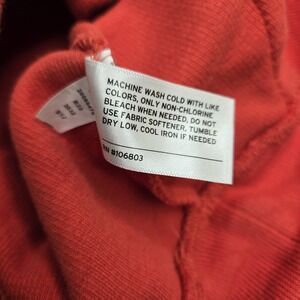 MACHINE WASH COLD WITH LIKE
COLORS, ONLY NON-CHLORINE
BLEACH WHEN NEEDED, DO NOT
USE FABRIC SOFTENER, TUMBLE
DRY LOW, COOL IRON IF NEEDED
RN #106803